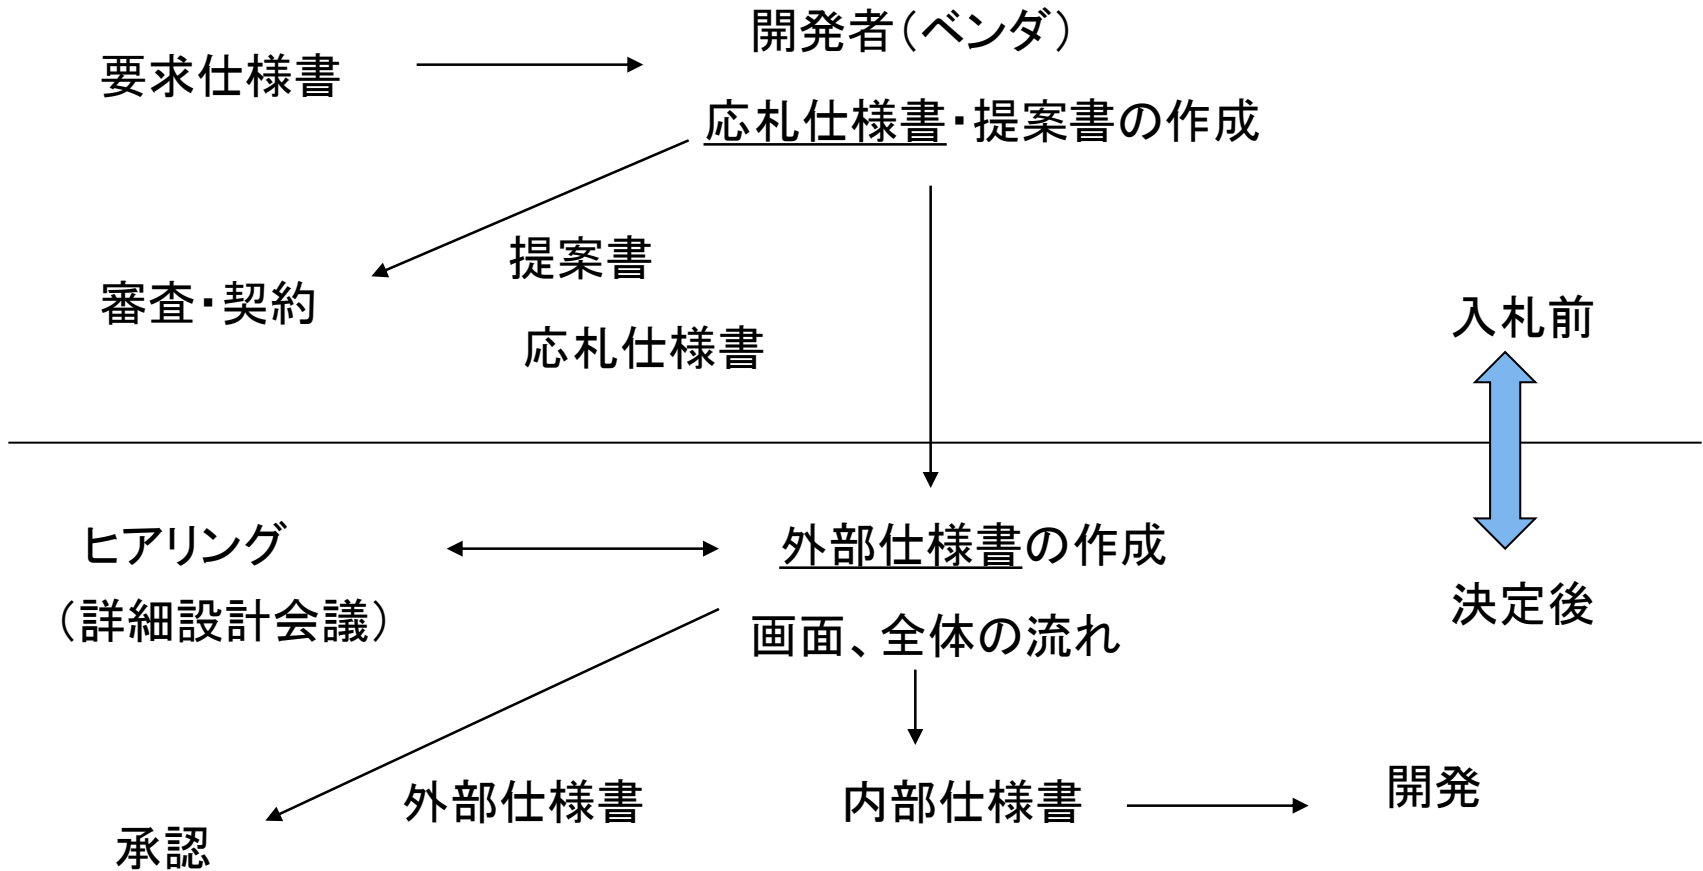 開発者（ベンダ）
要求仕様書
応札仕様書・提案書の作成
提案書
審査・契約
応札仕様書
入札前
ヒアリング
（詳細設計会議）
外部仕様書の作成
画面、全体の流れ
決定後
外部仕様書
内部仕様書
開発
承認